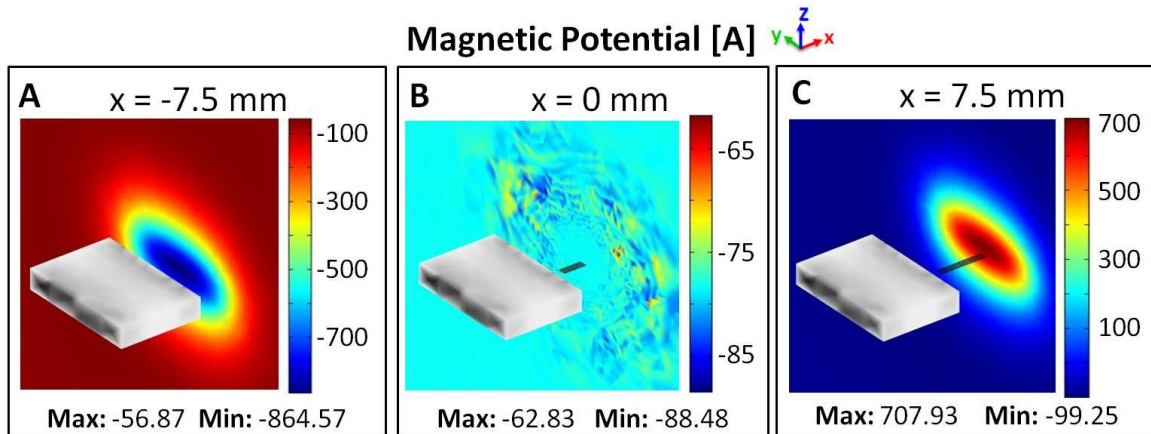 Magnetic Potential [A]
z
y
x
A
x = -7.5 mm
-100
-300
-500
-700
Max: -56.87 Min: -864.57
B
x = 0 mm
-65
-75
-85
Max: -62.83 Min: -88.48
C
x = 7.5 mm
700
500
300
100
Max: 707.93 Min: -99.25